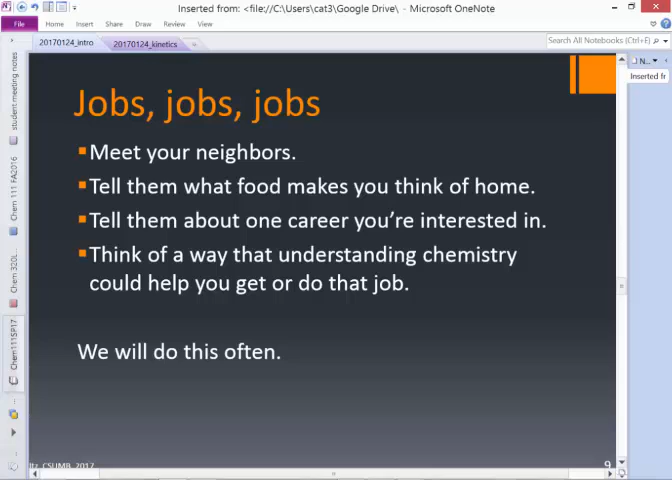 Inserted from: <file://C:\Users\cat3\Google Drive\ - Microsoft OneNote
File
Home
Insert
Share
Draw
Review
View
20170124_intro
20170124_kinetics
Search All Notebooks (Ctrl+E)
N...
Inserted fr
student meeting notes
Chem 111 FA2016
Chem 320L
Chem111SP17
Jobs, jobs, jobs
Meet your neighbors.
Tell them what food makes you think of home.
Tell them about one career you're interested in.
Think of a way that understanding chemistry
could help you get or do that job.
We will do this often.
ltz, CSUMB, 2017
9